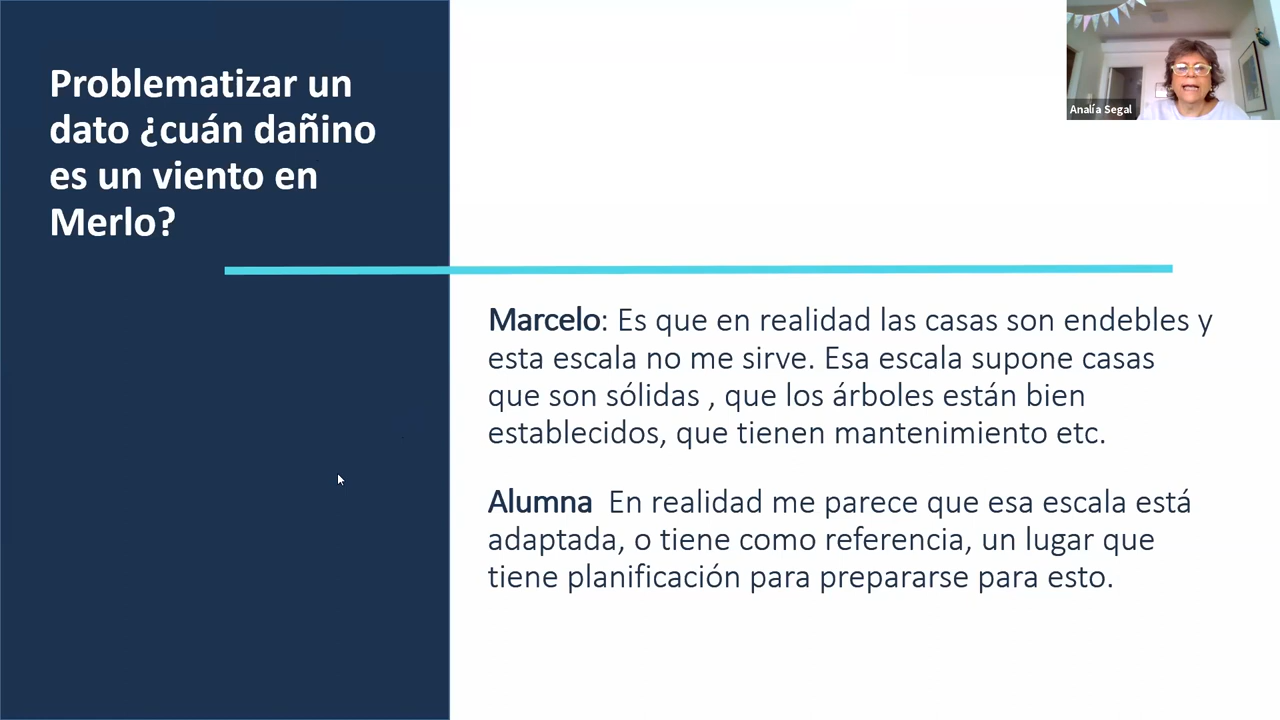 Problematizar un
dato ¿cuán dañino
es un viento en
Merlo?
Analía Segal
Marcelo: Es que en realidad las casas son endebles y
esta escala no me sirve. Esa escala supone casas
que son sólidas , que los árboles están bien
establecidos, que tienen mantenimiento etc.
Alumna  En realidad me parece que esa escala está
adaptada, o tiene como referencia, un lugar que
tiene planificación para prepararse para esto.